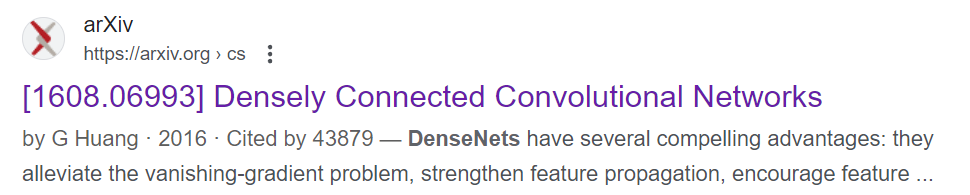 arXiv
https://arxiv.org › cs
[1608.06993] Densely Connected Convolutional Networks
by G Huang · 2016 · Cited by 43879 — DenseNets have several compelling advantages: they
alleviate the vanishing-gradient problem, strengthen feature propagation, encourage feature ...